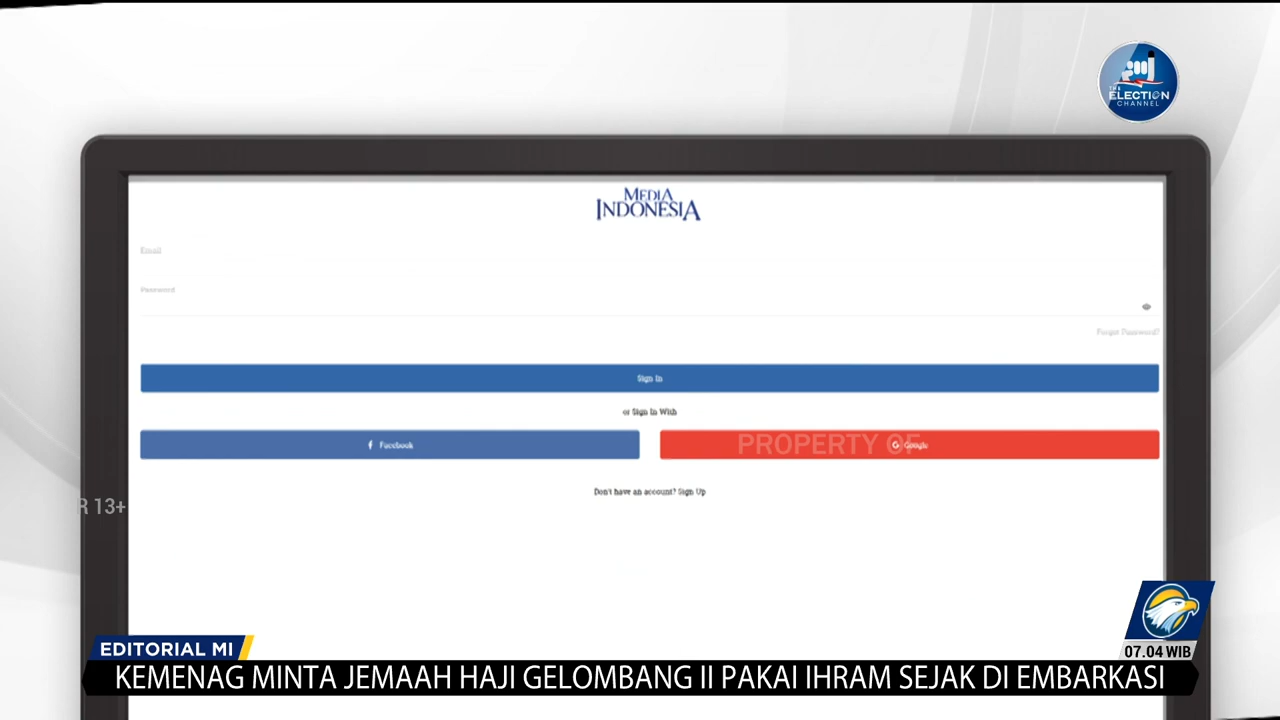 THE
ELECTION
CHANNEL
MEDIA
INDONESIA
Email
Password
Forgot Password?
Sign In
or Sign In With
Facebook
G Google
PROPERTY OF
Don't have an account? Sign Up
R 13+
EDITORIAL MI
07.04 WIB
KEMENAG MINTA JEMAAH HAJI GELOMBANG II PAKAI IHRAM SEJAK DI EMBARKASI